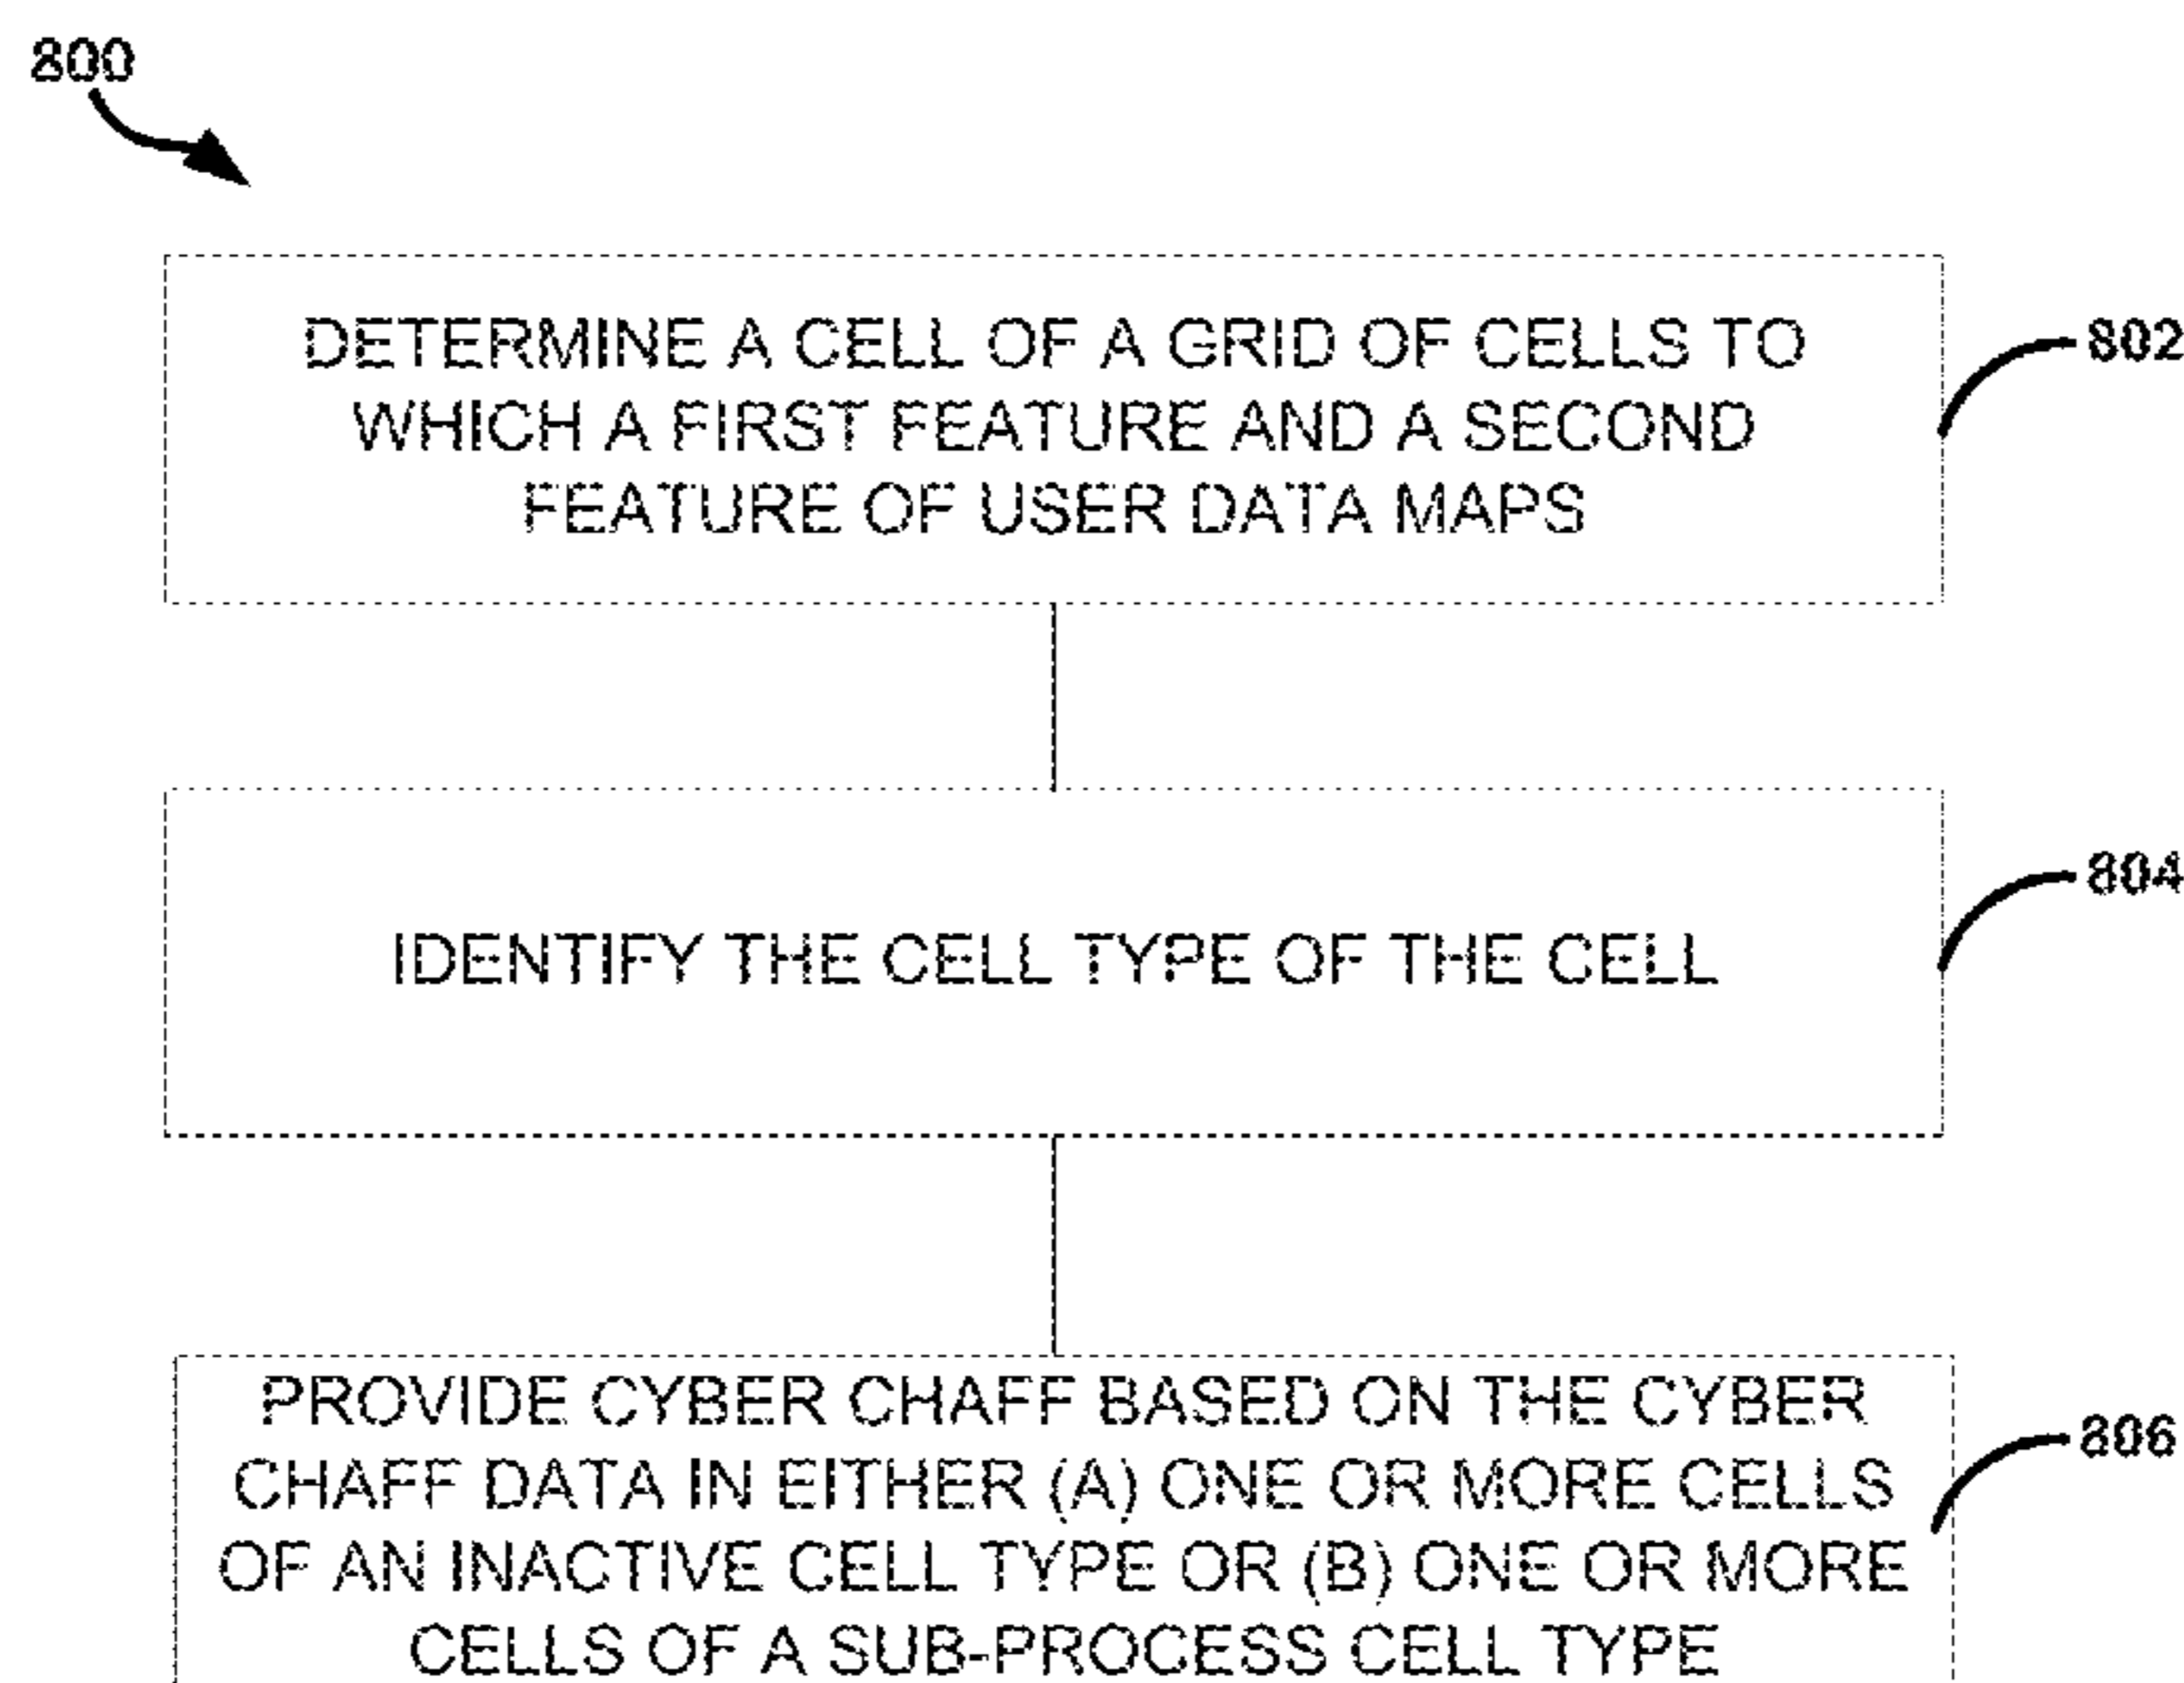 800
DETERMINE A CELL OF A GRID OF CELLS TO
WHICH A FIRST FEATURE AND A SECOND
FEATURE OF USER DATA MAPS
802
IDENTIFY THE CELL TYPE OF THE CELL
804
PROVIDE CYBER CHAFF BASED ON THE CYBER
CHAFF DATA IN EITHER (A) ONE OR MORE CELLS
OF AN INACTIVE CELL TYPE OR (B) ONE OR MORE
CELLS OF A SUB-PROCESS CELL TYPE
806